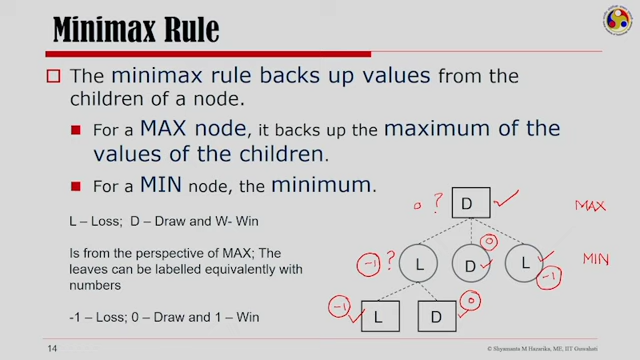 Minimax Rule
The minimax rule backs up values from the
children of a node.
For a MAX node, it backs up the maximum of the
values of the children.
For a MIN node, the minimum.
L – Loss; D – Draw and W- Win
Is from the perspective of MAX; The
leaves can be labelled equivalently with
numbers
-1 – Loss; 0 – Draw and 1 – Win
0 ? D MAX
0
-1 ? L D L MIN
-1
-1 0
L D
14
© Shyamanta M Hazarika, ME, IIT Guwahati